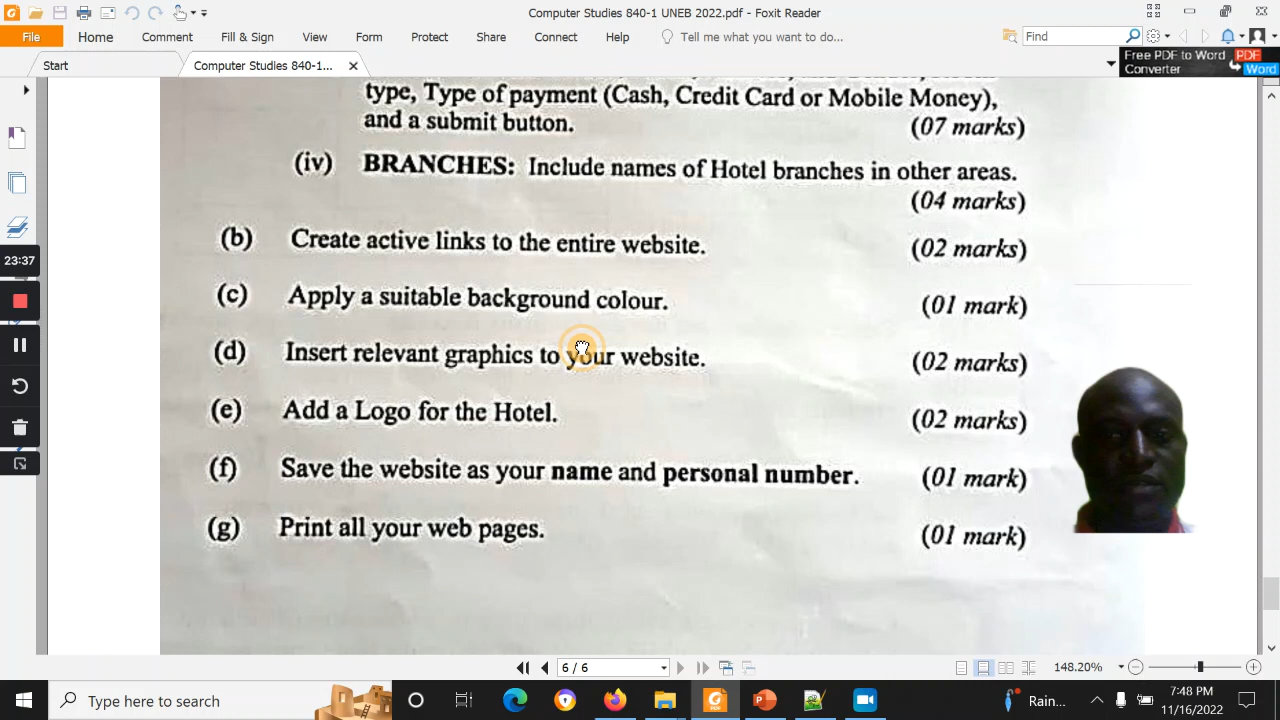 Computer Studies 840-1 UNEB 2022.pdf - Foxit Reader
File Home Comment Fill & Sign View Form Protect Share Connect Help Tell me what you want to do... Find
Start Computer Studies 840-1...
Free PDF to Word PDF
Converter Word
type, Type of payment (Cash, Credit Card or Mobile Money),
and a submit button. (07 marks)
(iv) BRANCHES: Include names of Hotel branches in other areas.
(04 marks)
(b) Create active links to the entire website. (02 marks)
23:37
(c) Apply a suitable background colour. (01 mark)
(d) Insert relevant graphics to your website. (02 marks)
(e) Add a Logo for the Hotel. (02 marks)
(f) Save the website as your name and personal number. (01 mark)
(g) Print all your web pages. (01 mark)
6 / 6 148.20%
Type here to search Rain... 7:48 PM
11/16/2022